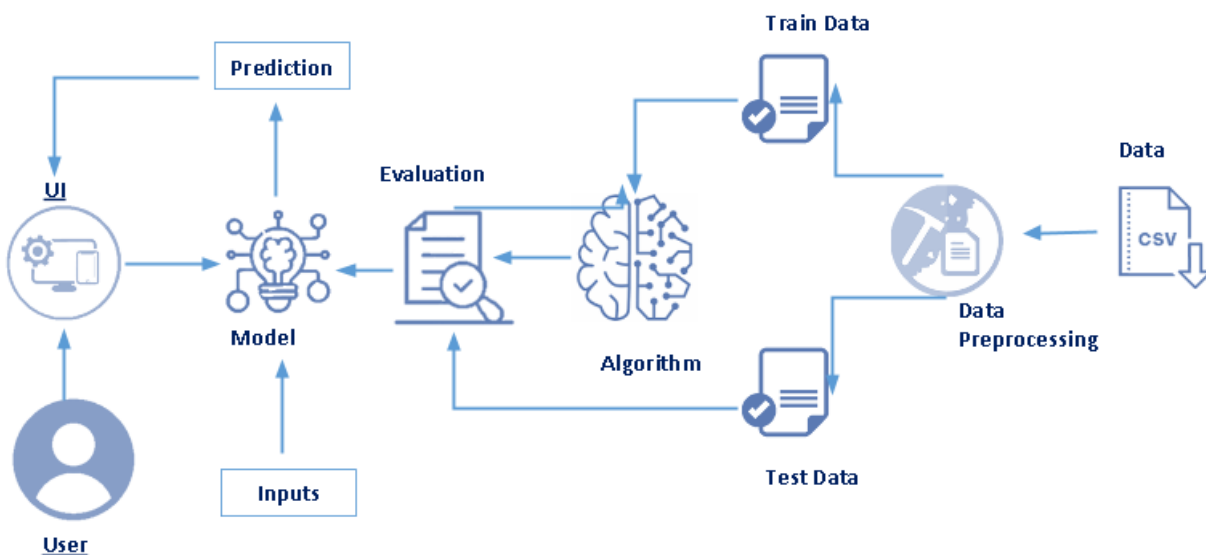 Train Data
Prediction
Data
Evaluation
UI
CSV
Data
Preprocessing
Model
Algorithm
Test Data
Inputs
User